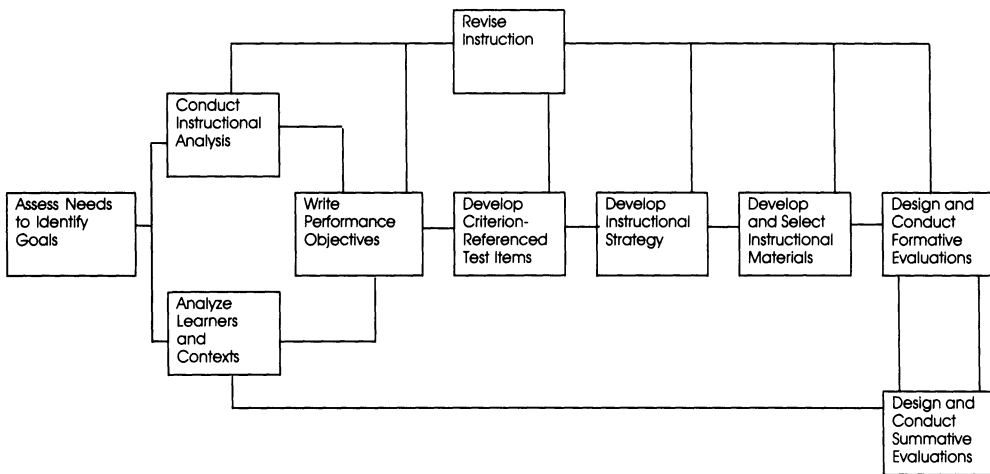 Revise
Instruction
Conduct
Instructional
Analysis
Assess Needs
to Identify
Goals
Write
Performance
Objectives
Develop
Criterion-
Referenced
Test Items
Develop
Instructional
Strategy
Develop
and Select
Instructional
Materials
Design and
Conduct
Formative
Evaluations
Analyze
Learners
and
Contexts
Design and
Conduct
Summative
Evaluations